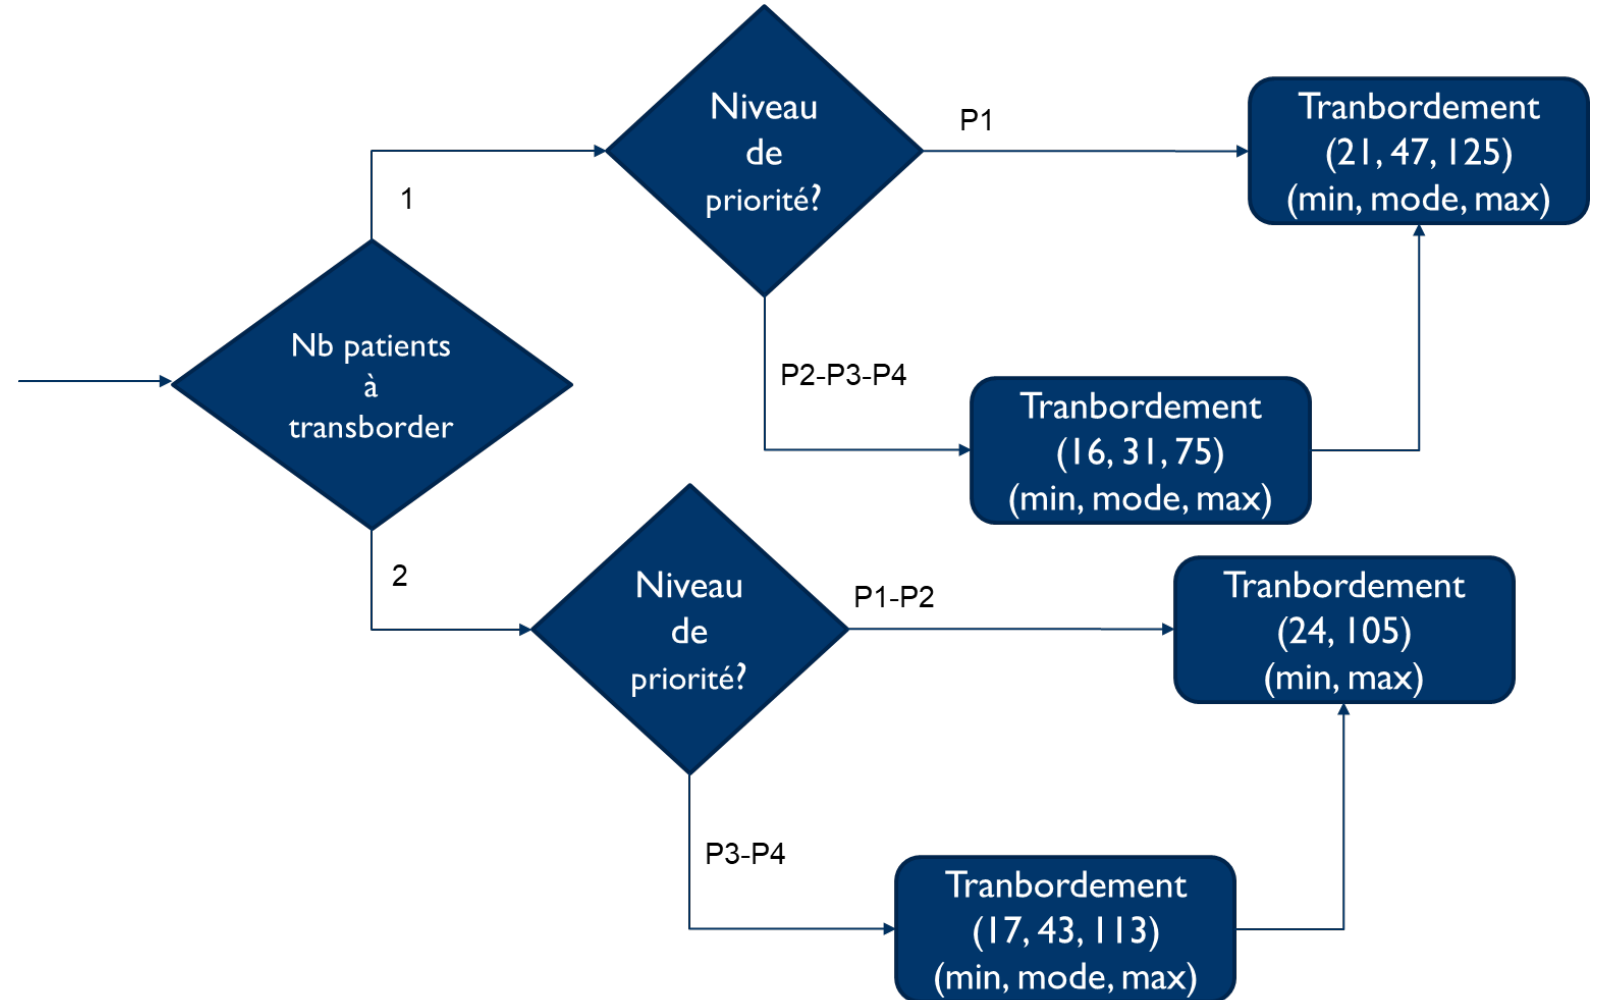 Niveau
de
priorité?
P1
Tranbordement
(21, 47, 125)
(min, mode, max)
1
Nb patients
à
transborder
P2-P3-P4
Tranbordement
(16, 31, 75)
(min, mode, max)
2
Niveau
de
priorité?
P1-P2
Tranbordement
(24, 105)
(min, max)
P3-P4
Tranbordement
(17, 43, 113)
(min, mode, max)